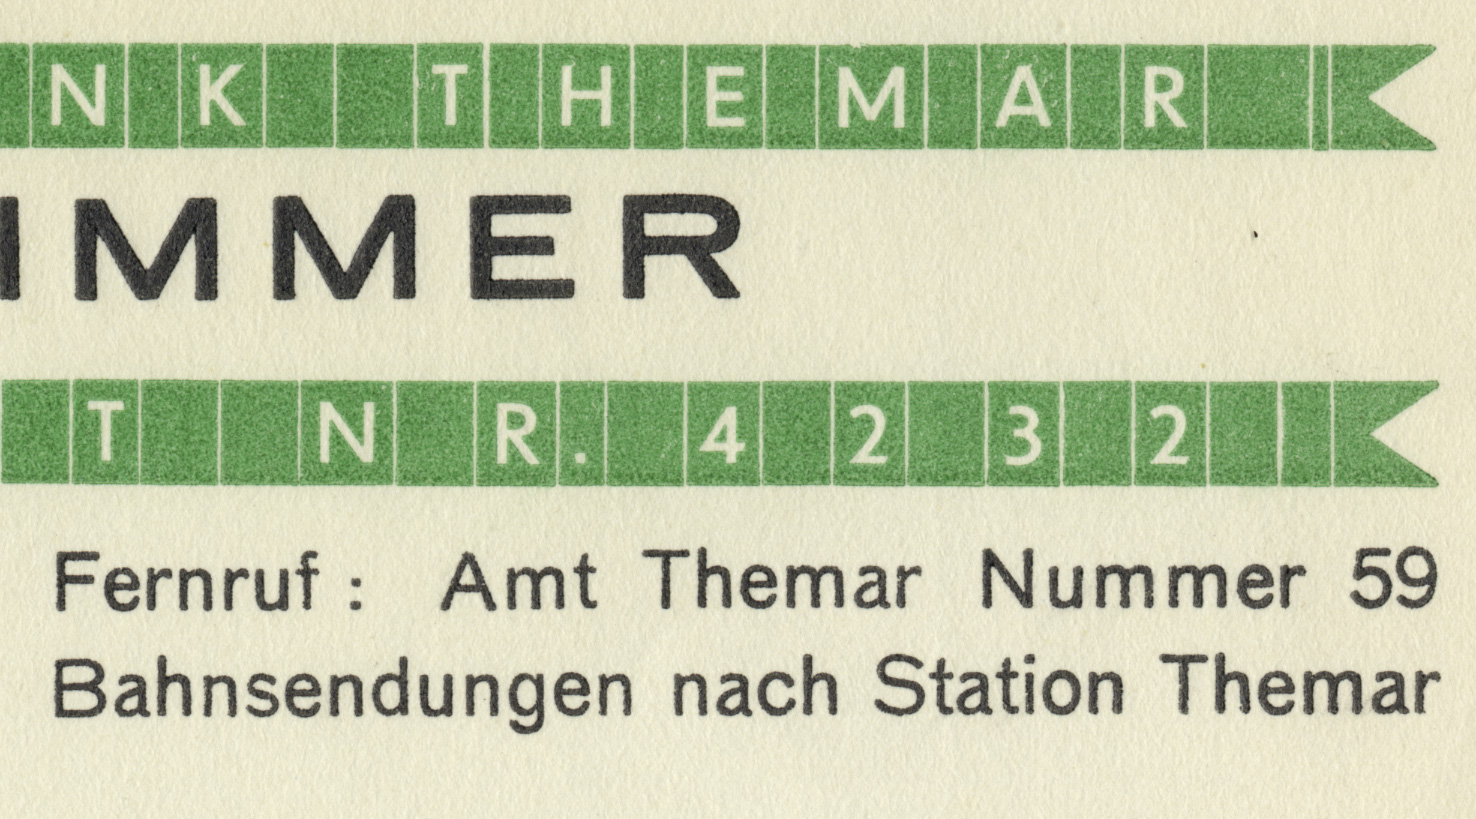 NK THEMAR
IMMER
T NR. 4232
Fernruf: Amt Themar Nummer 59
Bahnsendungen nach Station Themar